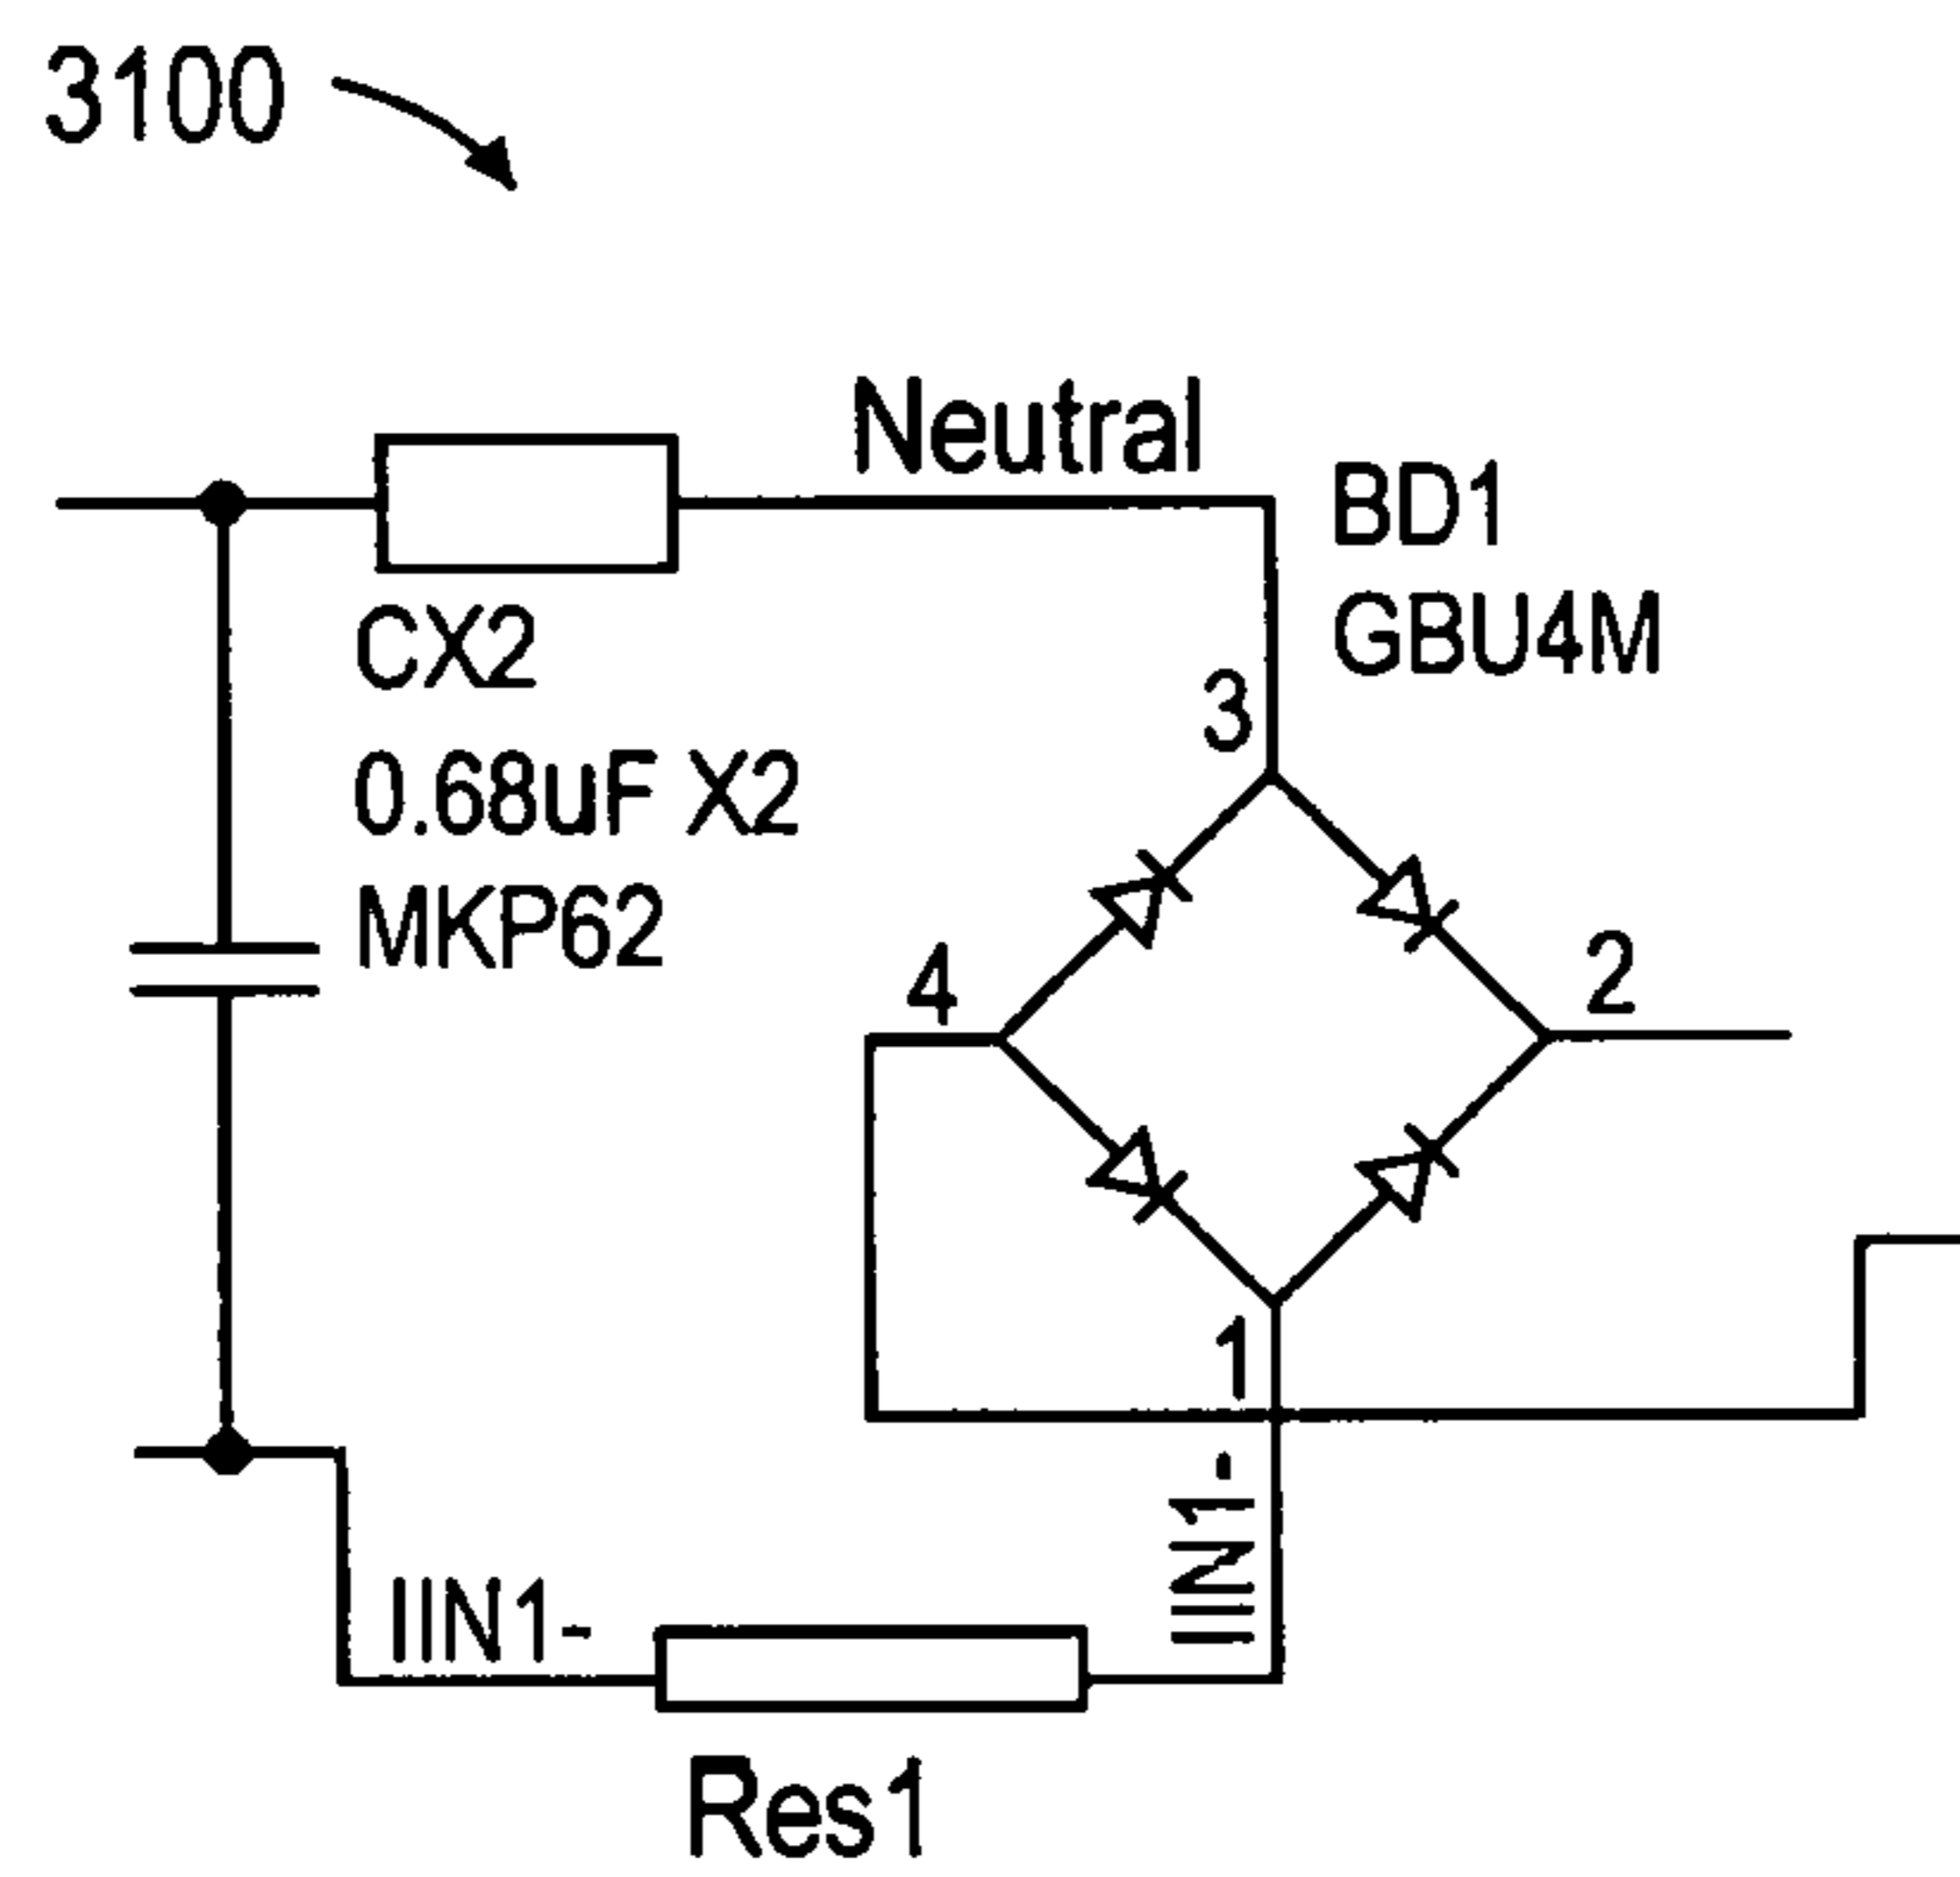 3100
Neutral
BD1
GBU4M
CX2
0.68uF X2
MKP62
3
4
2
1
IIN1-
IIN1-
Res1